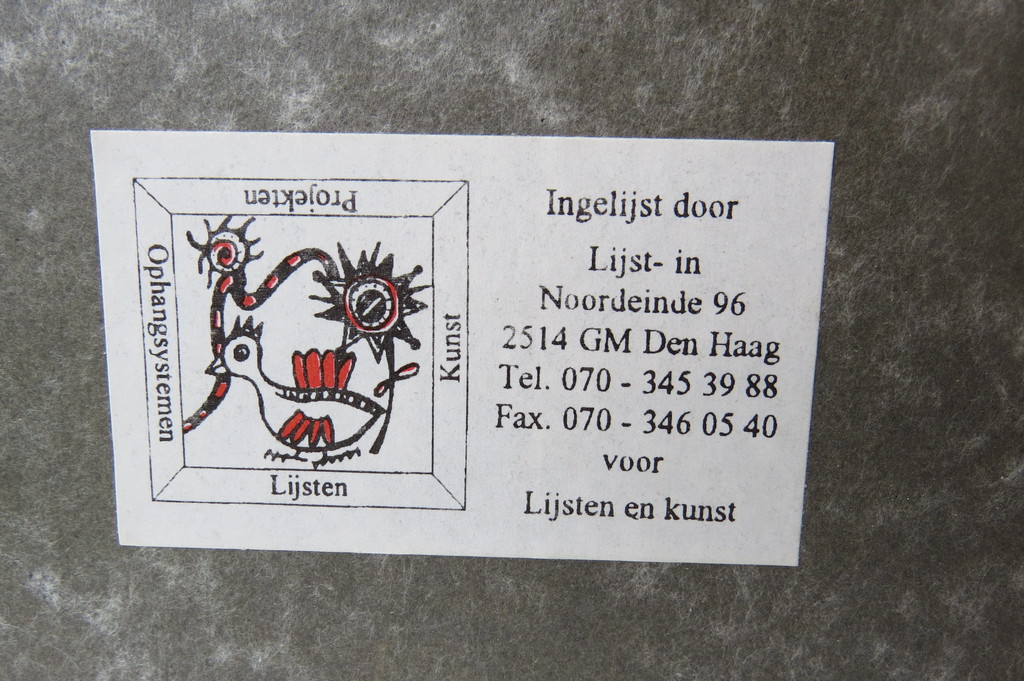 Projekten
Ophangsystemen
Kunst
Lijsten
Ingelijst door
Lijst- in
Noordeinde 96
2514 GM Den Haag
Tel. 070 - 345 39 88
Fax. 070 - 346 05 40
voor
Lijsten en kunst